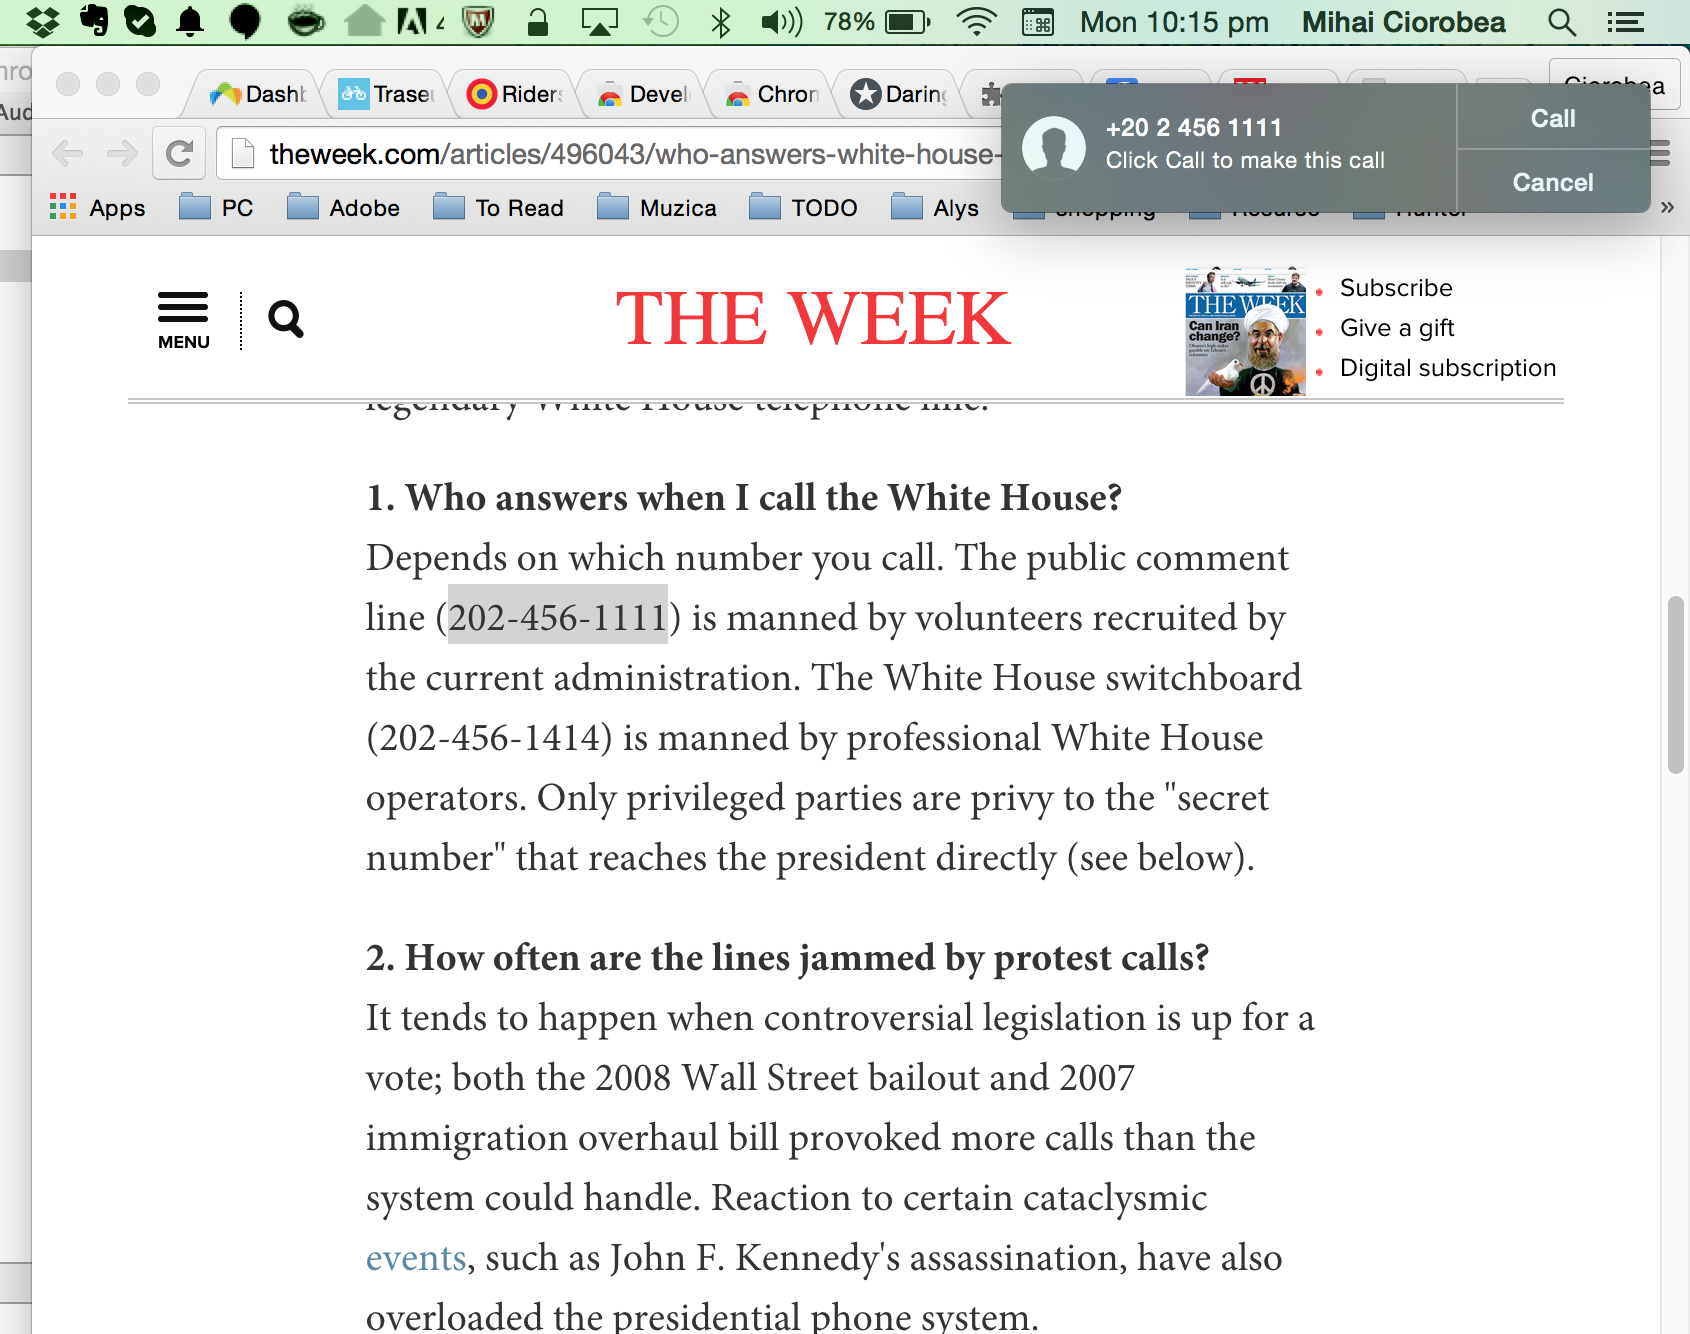 4 78% Mon 10:15 pm Mihai Ciorobea
Aud
Dash Trase Riders Devel Chron Daring
+20 2 456 1111
Click Call to make this call
Call
Cancel
theweek.com/articles/496043/who-answers-white-house-
Apps PC Adobe To Read Muzica TODO Alys »
MENU
THE WEEK
THE WEEK
Can Iran
change?
Subscribe
Give a gift
Digital subscription
legendary White House telephone line.
1. Who answers when I call the White House?
Depends on which number you call. The public comment
line (202-456-1111) is manned by volunteers recruited by
the current administration. The White House switchboard
(202-456-1414) is manned by professional White House
operators. Only privileged parties are privy to the "secret
number" that reaches the president directly (see below).
2. How often are the lines jammed by protest calls?
It tends to happen when controversial legislation is up for a
vote; both the 2008 Wall Street bailout and 2007
immigration overhaul bill provoked more calls than the
system could handle. Reaction to certain cataclysmic
events, such as John F. Kennedy's assassination, have also
overloaded the presidential phone system.